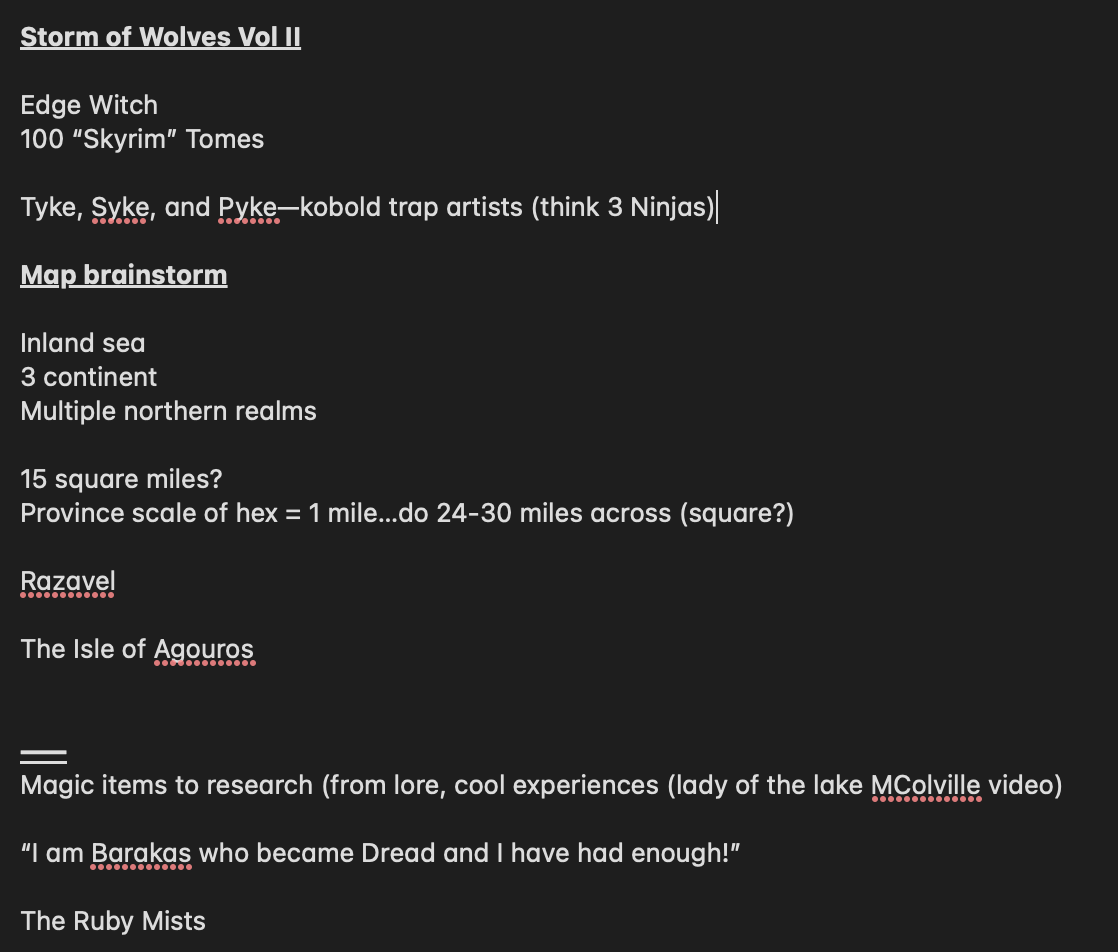 Storm of Wolves Vol II
Edge Witch
100 “Skyrim” Tomes
Tyke, Syke, and Pyke—kobold trap artists (think 3 Ninjas)
Map brainstorm
Inland sea
3 continent
Multiple northern realms
15 square miles?
Province scale of hex = 1 mile...do 24-30 miles across (square?)
Razavel
The Isle of Agouros
Magic items to research (from lore, cool experiences (lady of the lake MColville video)
“I am Barakas who became Dread and I have had enough!”
The Ruby Mists